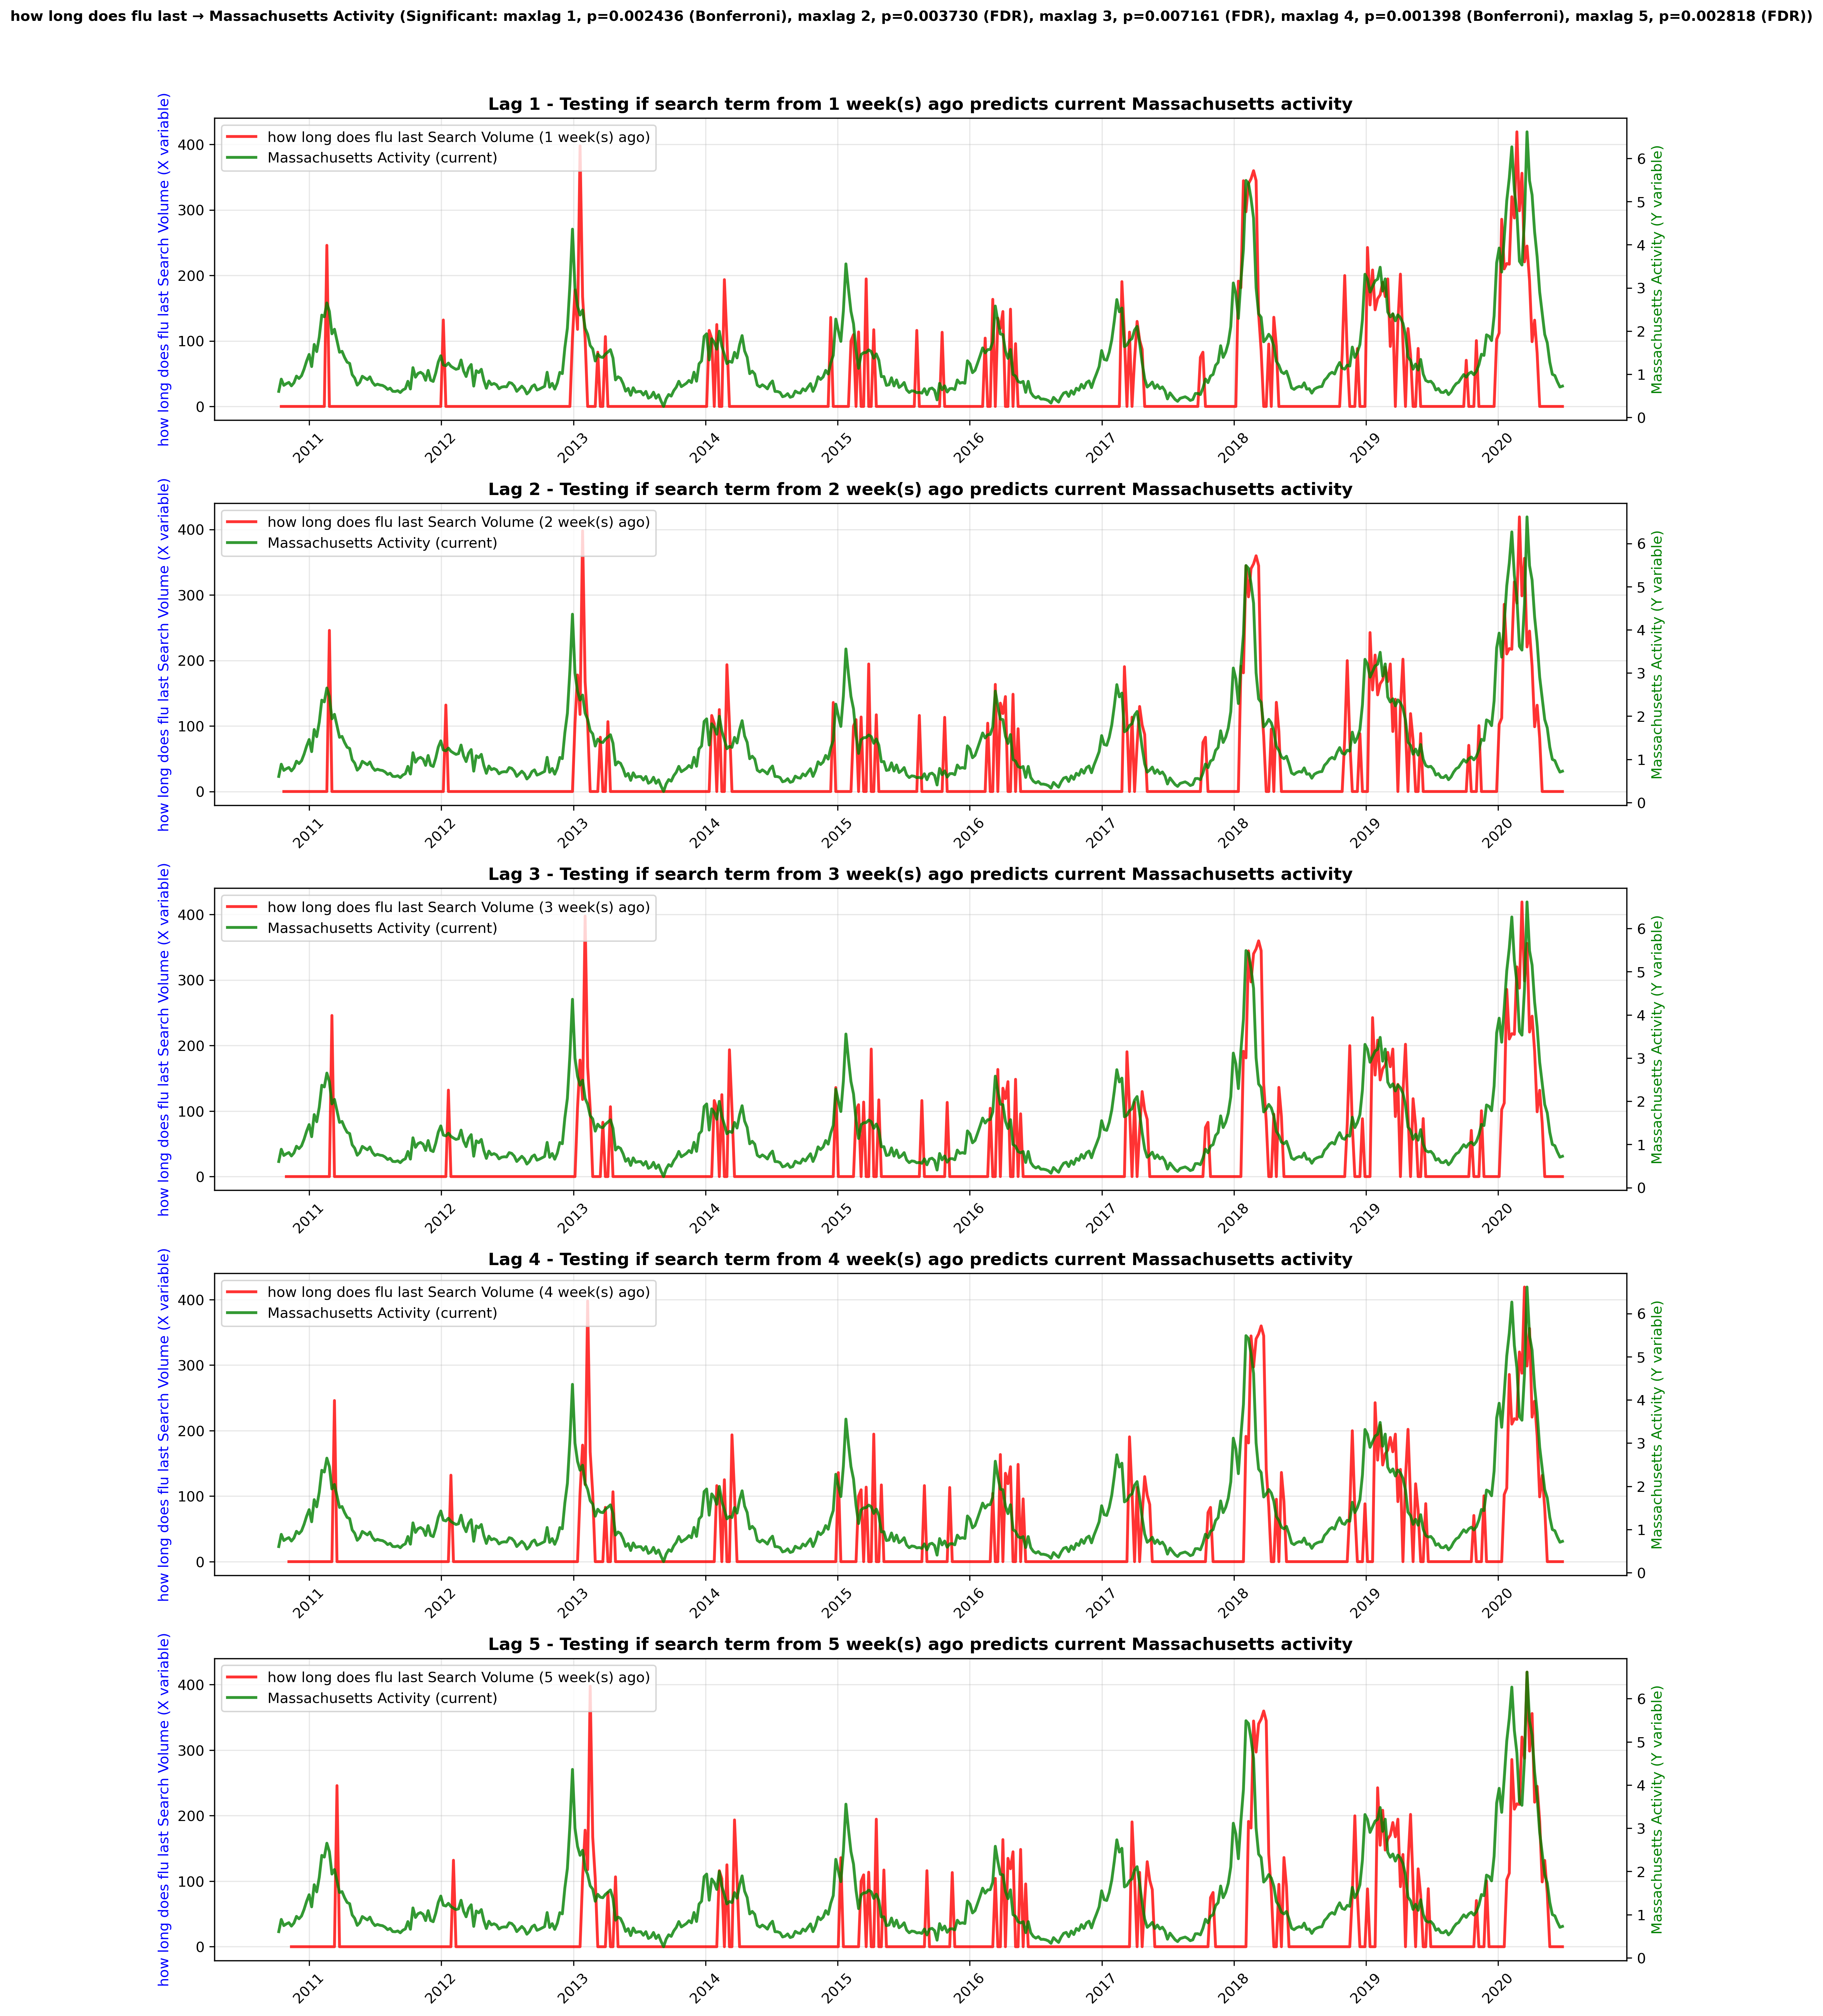 how long does flu last → Massachusetts Activity (Significant: maxlag 1, p=0.002436 (Bonferroni), maxlag 2, p=0.003730 (FDR), maxlag 3, p=0.007161 (FDR), maxlag 4, p=0.001398 (Bonferroni), maxlag 5, p=0.002818 (FDR))
Lag 1 - Testing if search term from 1 week(s) ago predicts current Massachusetts activity
how long does flu last Search Volume (X variable)
400
300
200
100
0
how long does flu last Search Volume (1 week(s) ago)
Massachusetts Activity (current)
6
5
4
3
2
1
0
Massachusetts Activity (Y variable)
2011 2012 2013 2014 2015 2016 2017 2018 2019 2020
Lag 2 - Testing if search term from 2 week(s) ago predicts current Massachusetts activity
how long does flu last Search Volume (X variable)
400
300
200
100
0
how long does flu last Search Volume (2 week(s) ago)
Massachusetts Activity (current)
6
5
4
3
2
1
0
Massachusetts Activity (Y variable)
2011 2012 2013 2014 2015 2016 2017 2018 2019 2020
Lag 3 - Testing if search term from 3 week(s) ago predicts current Massachusetts activity
how long does flu last Search Volume (X variable)
400
300
200
100
0
how long does flu last Search Volume (3 week(s) ago)
Massachusetts Activity (current)
6
5
4
3
2
1
0
Massachusetts Activity (Y variable)
2011 2012 2013 2014 2015 2016 2017 2018 2019 2020
Lag 4 - Testing if search term from 4 week(s) ago predicts current Massachusetts activity
how long does flu last Search Volume (X variable)
400
300
200
100
0
how long does flu last Search Volume (4 week(s) ago)
Massachusetts Activity (current)
6
5
4
3
2
1
0
Massachusetts Activity (Y variable)
2011 2012 2013 2014 2015 2016 2017 2018 2019 2020
Lag 5 - Testing if search term from 5 week(s) ago predicts current Massachusetts activity
how long does flu last Search Volume (X variable)
400
300
200
100
0
how long does flu last Search Volume (5 week(s) ago)
Massachusetts Activity (current)
6
5
4
3
2
1
0
Massachusetts Activity (Y variable)
2011 2012 2013 2014 2015 2016 2017 2018 2019 2020